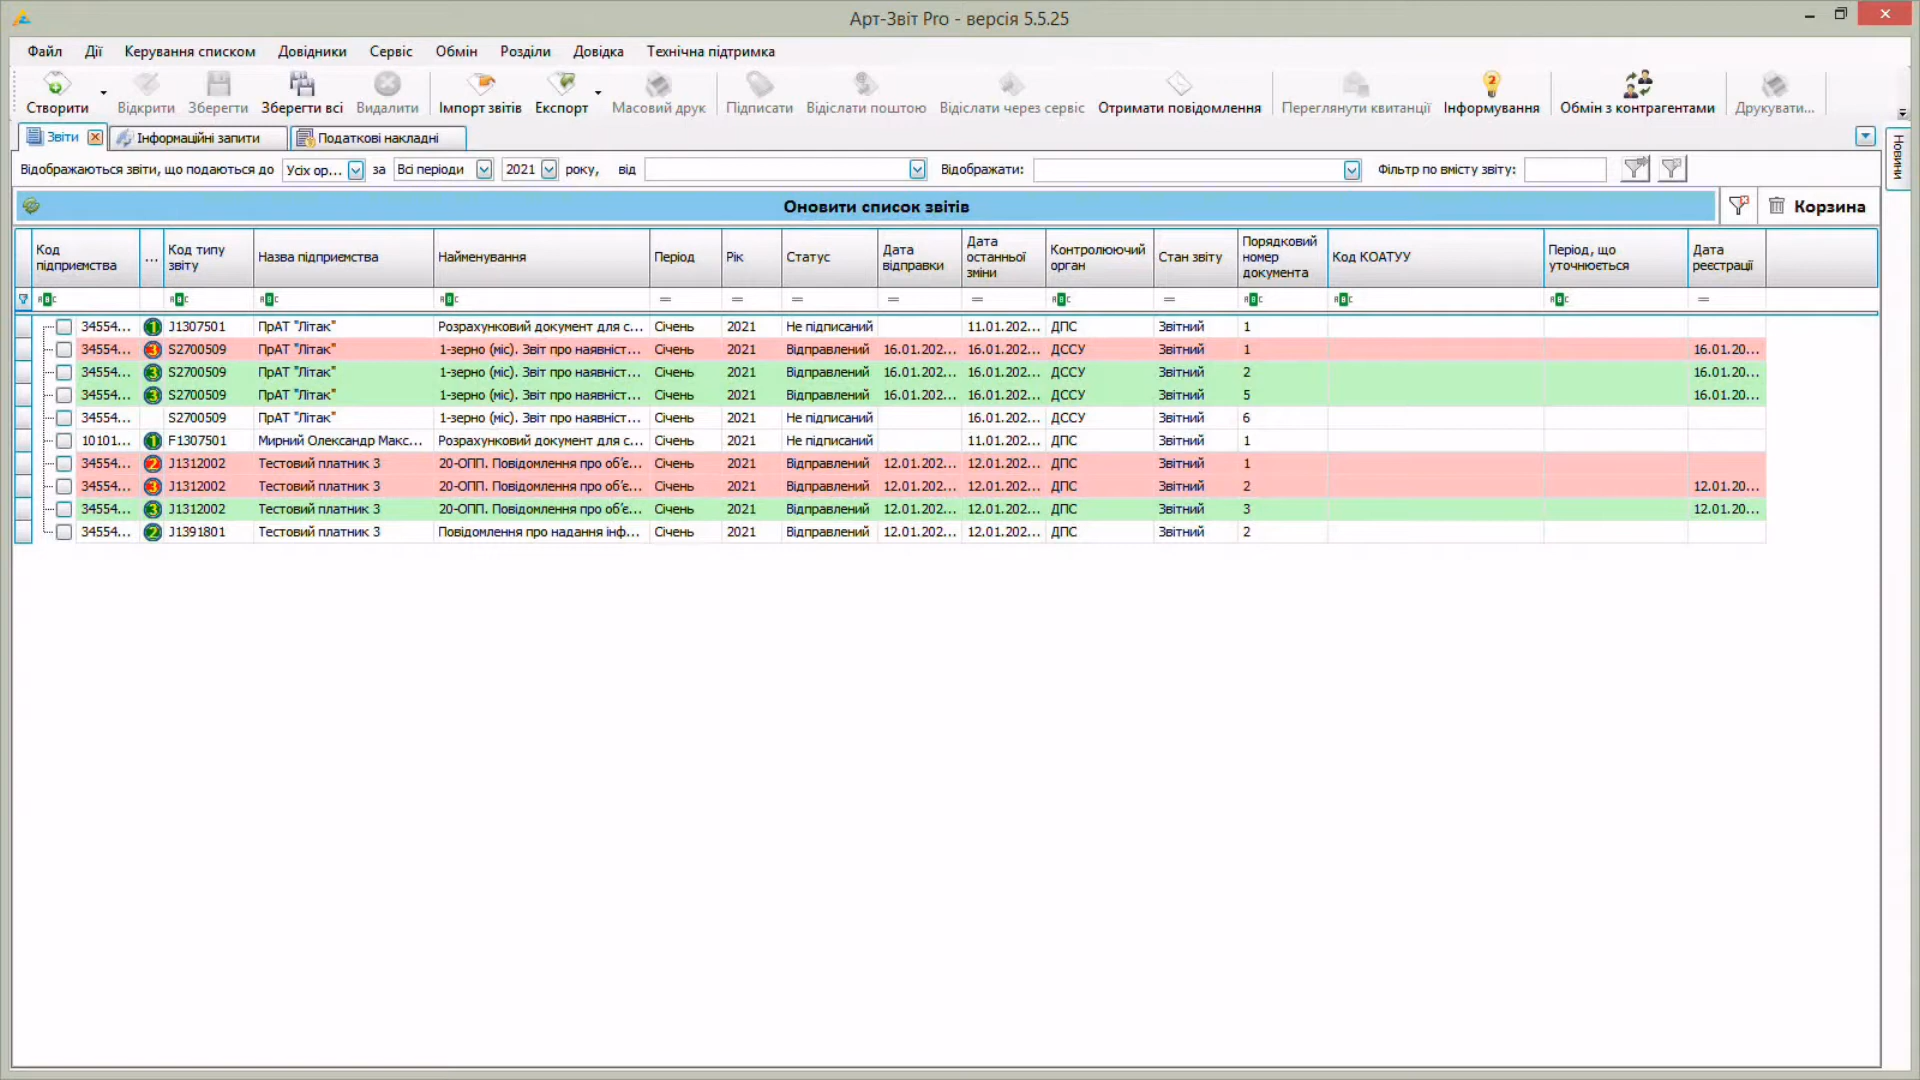 Арт-Звіт Pro - версія 5.5.25
Файл Дії Керування списком Довідники Сервіс Обмін Розділи Довідка Технічна підтримка
Створити Відкрити Зберегти Зберегти всі Видалити Імпорт звітів Експорт Масовий друк Підписати Відіслати поштою Відіслати через сервіс Отримати повідомлення Переглянути квитанції Інформування Обмін з контрагентами Друкувати...
Звіти Інформаційні запити Податкові накладні
Новини
Відображаються звіти, що подаються до Усіх ор... за Всі періоди 2021 року, від Відображати: Фільтр по вмісту звіту:
Оновити список звітів Корзина
Код підприємства ... Код типу звіту Назва підприємства Найменування Період Рік Статус Дата відправки Дата останньої зміни Контролюючий орган Стан звіту Порядковий номер документа Код КОАТУУ Період, що уточнюється Дата реєстрації
34554... 1 J1307501 ПрАТ "Літак" Розрахунковий документ для с... Січень 2021 Не підписаний 11.01.202... ДПС Звітний 1
34554... 3 S2700509 ПрАТ "Літак" 1-зерно (міс). Звіт про наявніст... Січень 2021 Відправлений 16.01.202... 16.01.202... ДССУ Звітний 1 16.01.20...
34554... 3 S2700509 ПрАТ "Літак" 1-зерно (міс). Звіт про наявніст... Січень 2021 Відправлений 16.01.202... 16.01.202... ДССУ Звітний 2 16.01.20...
34554... 3 S2700509 ПрАТ "Літак" 1-зерно (міс). Звіт про наявніст... Січень 2021 Відправлений 16.01.202... 16.01.202... ДССУ Звітний 5 16.01.20...
34554... S2700509 ПрАТ "Літак" 1-зерно (міс). Звіт про наявніст... Січень 2021 Не підписаний 16.01.202... ДССУ Звітний 6
10101... 1 F1307501 Мирний Олександр Макс... Розрахунковий документ для с... Січень 2021 Не підписаний 11.01.202... ДПС Звітний 1
34554... 2 J1312002 Тестовий платник 3 20-ОПП. Повідомлення про об'є... Січень 2021 Відправлений 12.01.202... 12.01.202... ДПС Звітний 1
34554... 3 J1312002 Тестовий платник 3 20-ОПП. Повідомлення про об'є... Січень 2021 Відправлений 12.01.202... 12.01.202... ДПС Звітний 2 12.01.20...
34554... 3 J1312002 Тестовий платник 3 20-ОПП. Повідомлення про об'є... Січень 2021 Відправлений 12.01.202... 12.01.202... ДПС Звітний 3 12.01.20...
34554... 2 J1391801 Тестовий платник 3 Повідомлення про надання інф... Січень 2021 Відправлений 12.01.202... 12.01.202... ДПС Звітний 2